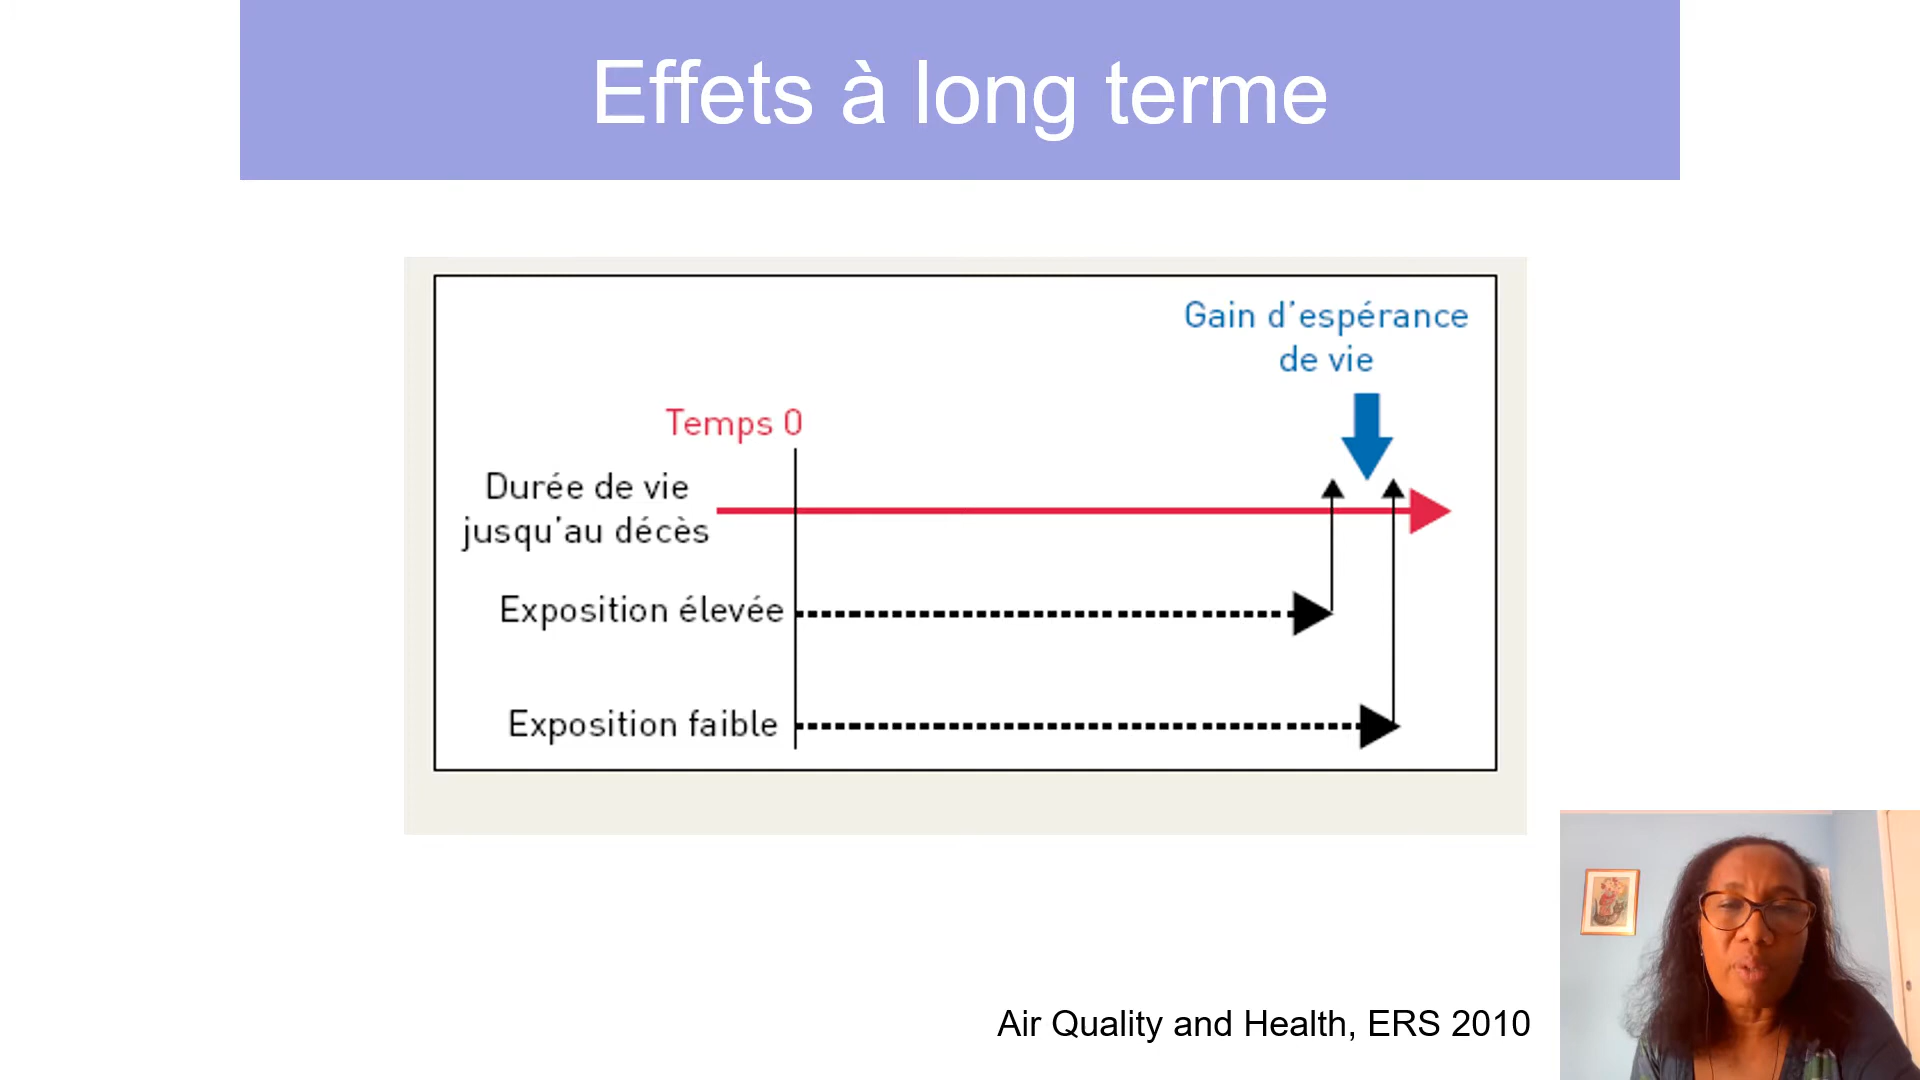 Effets à long terme
Gain d'espérance
de vie
Temps 0
Durée de vie
jusqu'au décès
Exposition élevée
Exposition faible
Air Quality and Health, ERS 2010